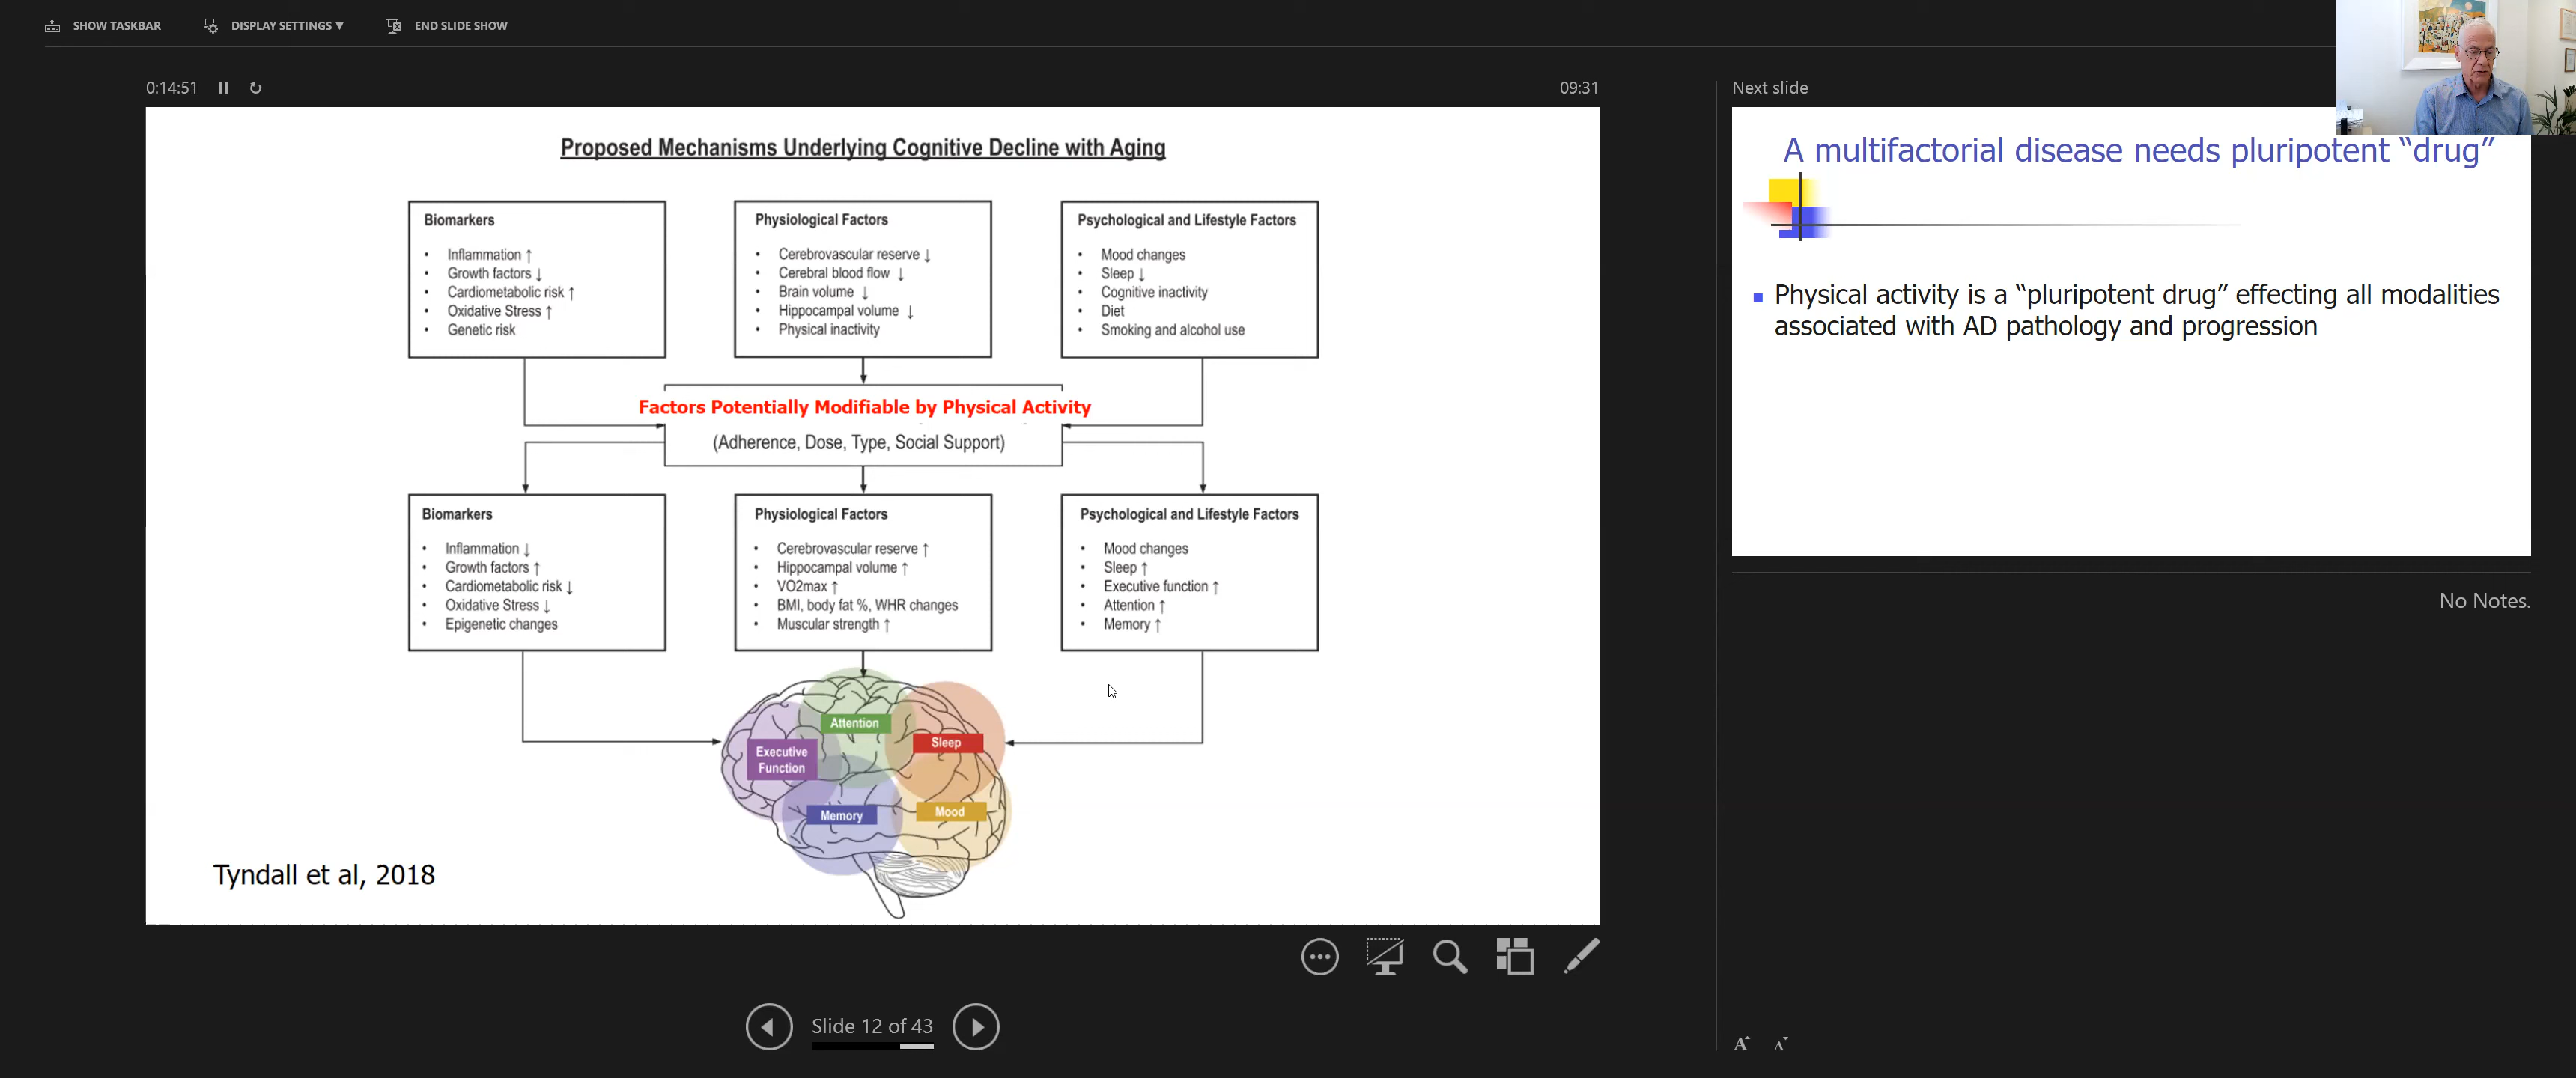 SHOW TASKBAR
DISPLAY SETTINGS ▼
END SLIDE SHOW
0:14:51
09:31
Proposed Mechanisms Underlying Cognitive Decline with Aging
Biomarkers
• Inflammation ↑
• Growth factors ↓
• Cardiometabolic risk ↑
• Oxidative Stress ↑
• Genetic risk
Physiological Factors
• Cerebrovascular reserve ↓
• Cerebral blood flow ↓
• Brain volume ↓
• Hippocampal volume ↓
• Physical inactivity
Psychological and Lifestyle Factors
• Mood changes
• Sleep ↓
• Cognitive inactivity
• Diet
• Smoking and alcohol use
Factors Potentially Modifiable by Physical Activity
(Adherence, Dose, Type, Social Support)
Biomarkers
• Inflammation ↓
• Growth factors ↑
• Cardiometabolic risk ↓
• Oxidative Stress ↓
• Epigenetic changes
Physiological Factors
• Cerebrovascular reserve ↑
• Hippocampal volume ↑
• VO2max ↑
• BMI, body fat %, WHR changes
• Muscular strength ↑
Psychological and Lifestyle Factors
• Mood changes
• Sleep ↑
• Executive function ↑
• Attention ↑
• Memory ↑
Attention
Sleep
Executive
Function
Memory
Mood
Tyndall et al, 2018
Slide 12 of 43
Next slide
A multifactorial disease needs pluripotent “drug”
Physical activity is a “pluripotent drug” effecting all modalities
associated with AD pathology and progression
No Notes.
A A